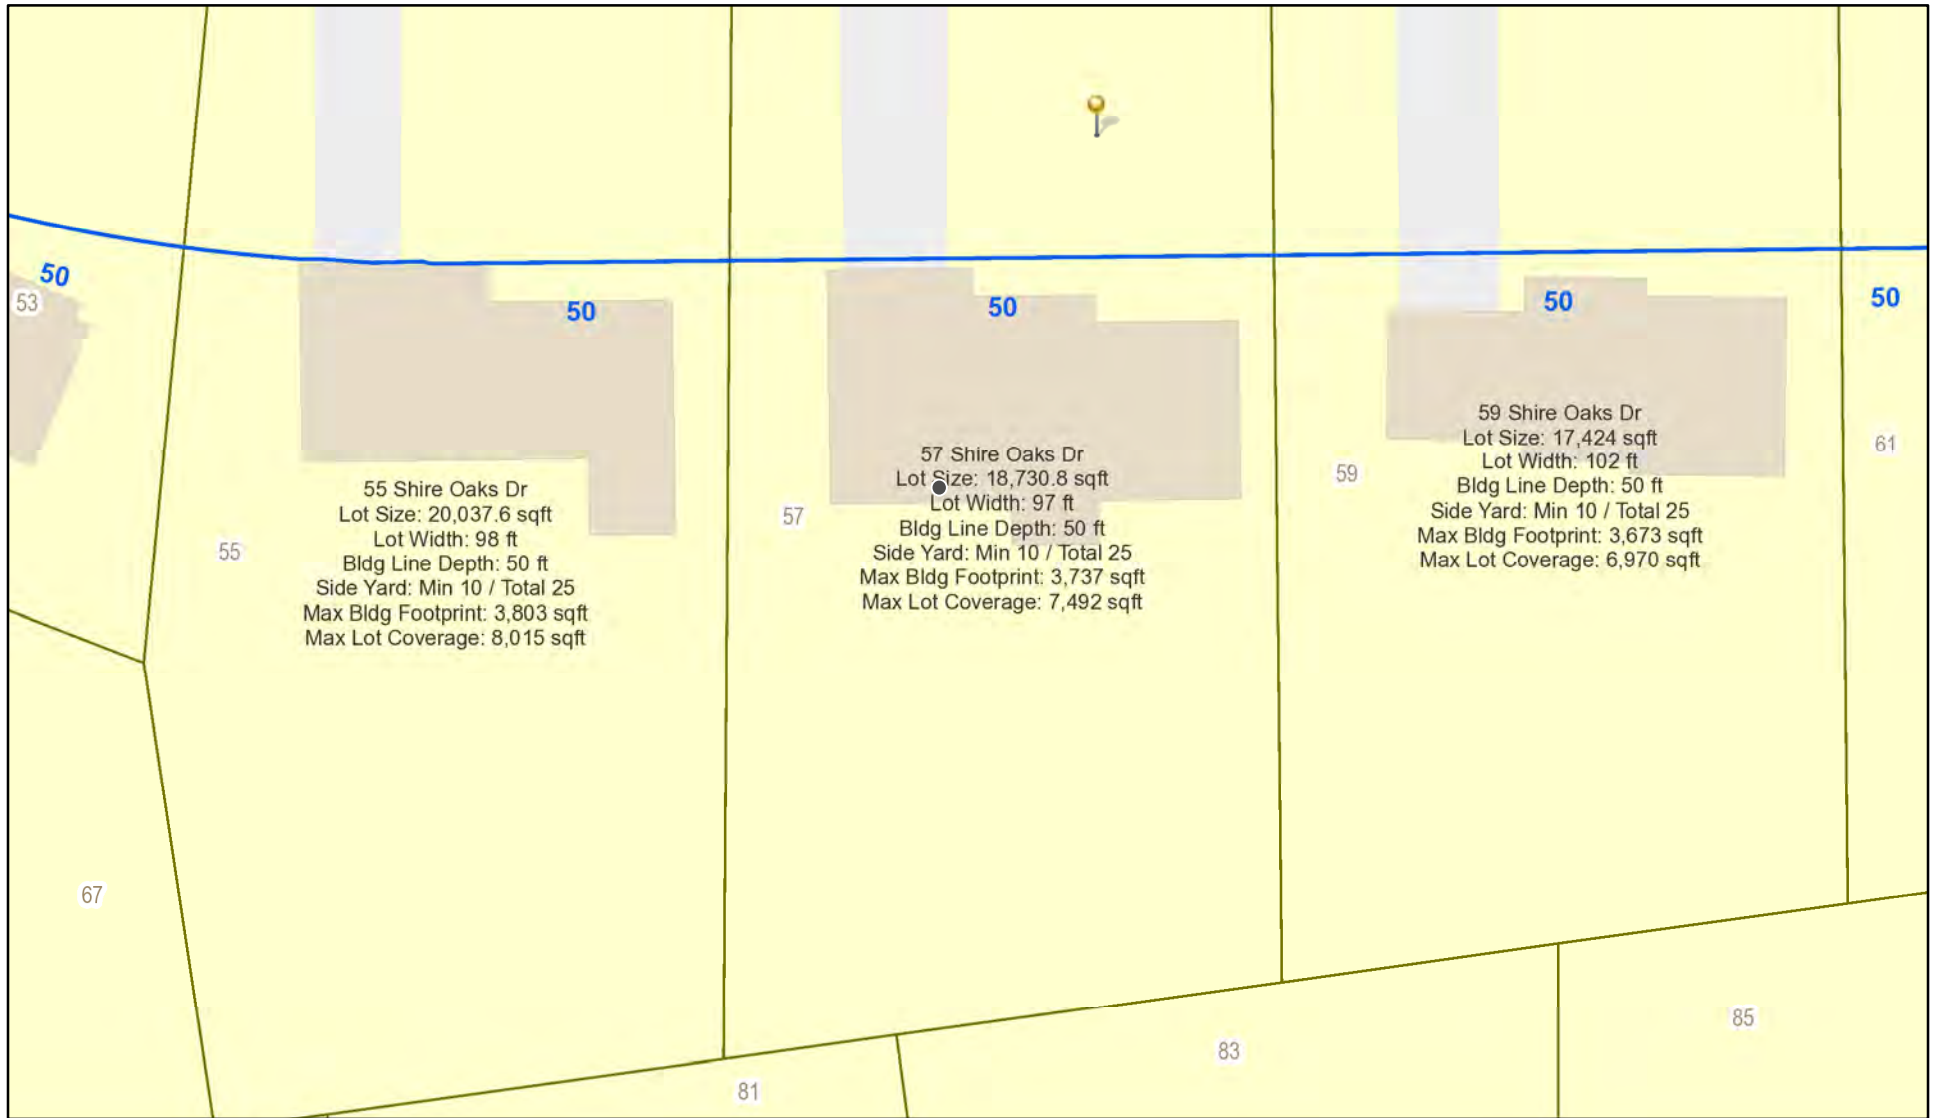 50
53
50
50
50
50
55 Shire Oaks Dr
Lot Size: 20,037.6 sqft
Lot Width: 98 ft
Bldg Line Depth: 50 ft
Side Yard: Min 10 / Total 25
Max Bldg Footprint: 3,803 sqft
Max Lot Coverage: 8,015 sqft
57 Shire Oaks Dr
Lot Size: 18,730.8 sqft
Lot Width: 97 ft
Bldg Line Depth: 50 ft
Side Yard: Min 10 / Total 25
Max Bldg Footprint: 3,737 sqft
Max Lot Coverage: 7,492 sqft
59 Shire Oaks Dr
Lot Size: 17,424 sqft
Lot Width: 102 ft
Bldg Line Depth: 50 ft
Side Yard: Min 10 / Total 25
Max Bldg Footprint: 3,673 sqft
Max Lot Coverage: 6,970 sqft
55
57
59
61
67
81
83
85